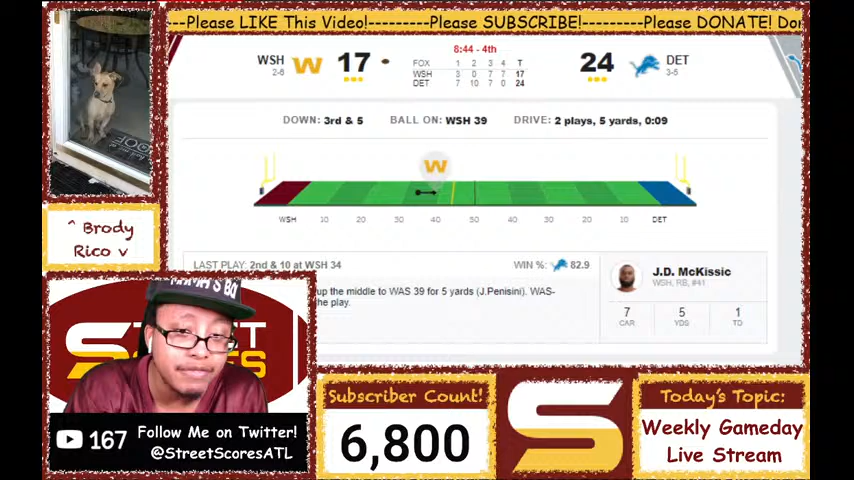 ---Please LIKE This Video!--------Please SUBSCRIBE!---------Please DONATE! Don
8:44 - 4th
WSH W 17
2-6
FOX 1 2 3 4 T
WSH 3 0 7 7 17
DET 7 10 7 0 24
24 DET
3-5
DOWN: 3rd & 5 BALL ON: WSH 39 DRIVE: 2 plays, 5 yards, 0:09
W
WSH 10 20 30 40 50 40 30 20 10 DET
^ Brody
Rico v
LAST PLAY: 2nd & 10 at WSH 34
WIN %: 82.9
up the middle to WAS 39 for 5 yards (J.Penisini). WAS-
he play.
J.D. McKissic
WSH, RB, #41
7 5 1
CAR YDS TD
167
Follow Me on Twitter!
@StreetScoresATL
Subscriber Count!
6,800
S
Today's Topic:
Weekly Gameday
Live Stream